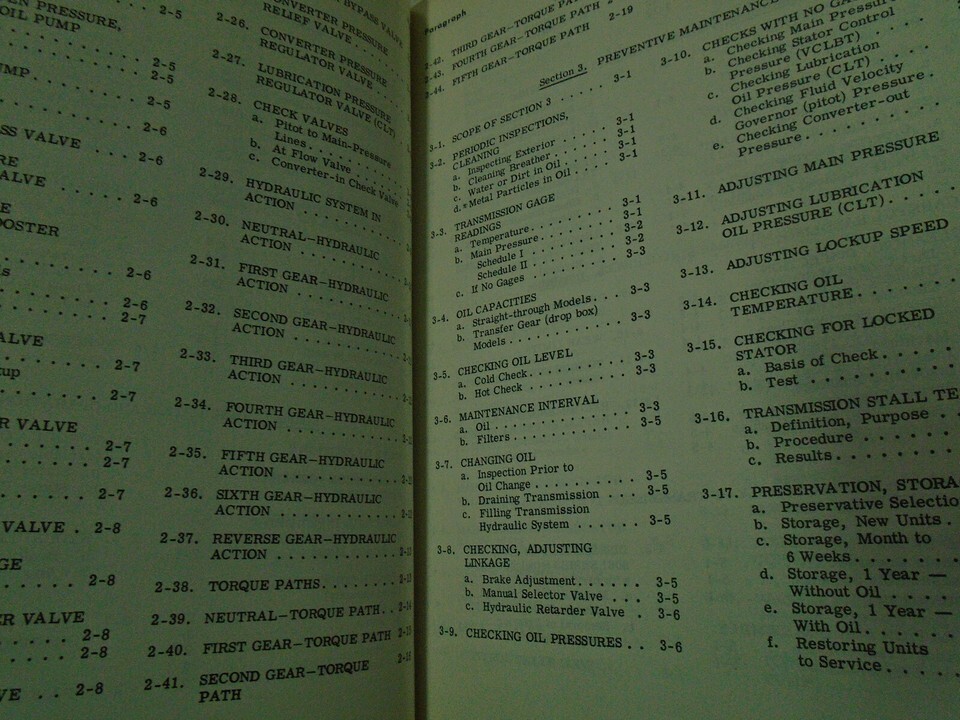 EN PRESSURE,
OIL PUMP . . . 2-5
2-5
2-5
UMP . . . . . 2-5
2-6
SS VALVE . . . 2-6
RE
ALVE . . . . . 2-6
E
OOSTER
2-6
2-6
2-7
ALVE
2-7
2-7
R VALVE
2-7
2-7
2-7
VALVE . 2-8
GE
2-8
ER VALVE
2-8
2-8
VE . . 2-8
BYPASS VALVE
2-26. CONVERTER PRESSURE
RELIEF VALVE . . .
2-27. CONVERTER PRESSURE
REGULATOR VALVE . .
LUBRICATION PRESSURE
REGULATOR VALVE (CLT)
2-28. CHECK VALVES
a. Pitot to Main-Pressure
Lines . . . . . . .
b. At Flow Valve . . . .
c. Converter-in Check Valve
2-29. HYDRAULIC SYSTEM IN
ACTION . . . . . . . .
2-30. NEUTRAL—HYDRAULIC
ACTION . . . . . . . .
2-31. FIRST GEAR—HYDRAULIC
ACTION . . . . . . . .
2-32. SECOND GEAR—HYDRAULIC
ACTION . . . . . . . .
2-33. THIRD GEAR—HYDRAULIC
ACTION . . . . . . . .
2-34. FOURTH GEAR—HYDRAULIC
ACTION . . . . . . . .
2-35. FIFTH GEAR—HYDRAULIC
ACTION . . . . . . . .
2-36. SIXTH GEAR—HYDRAULIC
ACTION . . . . . . . .
2-37. REVERSE GEAR—HYDRAULIC
ACTION . . . . . . . .
2-38. TORQUE PATHS . . . . . . .
2-39. NEUTRAL—TORQUE PATH . .
2-40. FIRST GEAR—TORQUE PATH
2-41. SECOND GEAR—TORQUE
PATH
Paragraph
2-42. THIRD GEAR—TORQUE PATH
2-43. FOURTH GEAR—TORQUE PATH
2-44. FIFTH GEAR—TORQUE PATH 2-19
Section 3. PREVENTIVE MAINTENANCE
3-1. SCOPE OF SECTION 3 . . . . . 3-1
3-2. PERIODIC INSPECTIONS,
CLEANING
a. Inspecting Exterior . . . . 3-1
b. Cleaning Breather . . . . . 3-1
c. Water or Dirt in Oil . . . . 3-1
d. Metal Particles in Oil . . . 3-1
3-3. TRANSMISSION GAGE
READINGS
a. Temperature . . . . . . . . 3-1
b. Main Pressure . . . . . . . 3-1
Schedule I . . . . . . . . 3-2
Schedule II . . . . . . . . 3-2
c. If No Gages . . . . . . . . 3-3
3-4. OIL CAPACITIES
a. Straight-through Models . . . 3-3
b. Transfer Gear (drop box)
Models . . . . . . . . . . 3-3
3-5. CHECKING OIL LEVEL
a. Cold Check . . . . . . . . 3-3
b. Hot Check . . . . . . . . 3-3
3-6. MAINTENANCE INTERVAL
a. Oil . . . . . . . . . . . 3-3
b. Filters . . . . . . . . . . 3-5
3-7. CHANGING OIL
a. Inspection Prior to
Oil Change . . . . . . . . 3-5
b. Draining Transmission . . . 3-5
c. Filling Transmission
Hydraulic System . . . . . . 3-5
3-8. CHECKING, ADJUSTING
LINKAGE
a. Brake Adjustment . . . . . . 3-5
b. Manual Selector Valve . . . 3-5
c. Hydraulic Retarder Valve . 3-6
3-9. CHECKING OIL PRESSURES . . 3-6
3-10. CHECKS WITH NO GA
a. Checking Main Pressure
b. Checking Stator Control
Pressure (VCLBT) . .
c. Checking Lubrication
Oil Pressure (CLT) . .
d. Checking Fluid Velocity
Governor (pitot) Pressure .
e. Checking Converter-out
Pressure . . . . . . . .
3-11. ADJUSTING MAIN PRESSURE
3-12. ADJUSTING LUBRICATION
OIL PRESSURE (CLT) . . . .
3-13. ADJUSTING LOCKUP SPEED
3-14. CHECKING OIL
TEMPERATURE . . . . . .
3-15. CHECKING FOR LOCKED
STATOR
a. Basis of Check . . . . .
b. Test . . . . . . . . .
3-16. TRANSMISSION STALL TE
a. Definition, Purpose . .
b. Procedure . . . . . . .
c. Results . . . . . . . .
3-17. PRESERVATION, STORA
a. Preservative Selectio
b. Storage, New Units . .
c. Storage, Month to
6 Weeks . . . . . . .
d. Storage, 1 Year —
Without Oil . . . . .
e. Storage, 1 Year —
With Oil . . . . . .
f. Restoring Units
to Service . . . . .